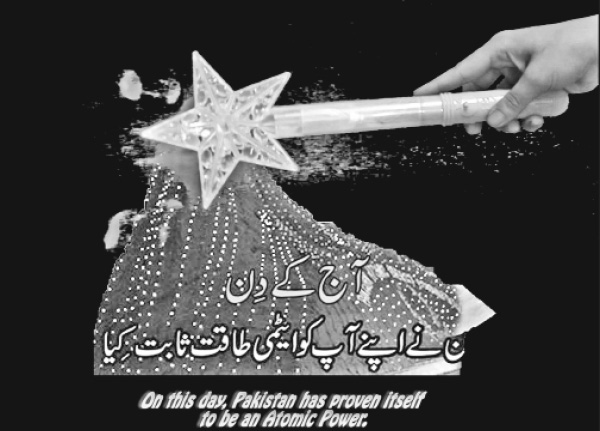 آج کے دِن
نے اپنے آپ کو ایٹمی طاقت ثابت کِیا
On this day, Pakistan has proven itself
to be an Atomic Power.